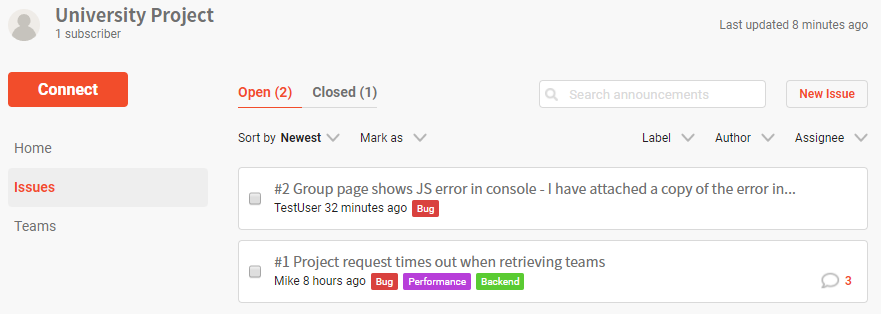 University Project
1 subscriber
Last updated 8 minutes ago
Connect
Home
Issues
Teams
Open (2) Closed (1)
Search announcements
New Issue
Sort by Newest Mark as Label Author Assignee
#2 Group page shows JS error in console - I have attached a copy of the error in...
TestUser 32 minutes ago Bug
#1 Project request times out when retrieving teams
Mike 8 hours ago Bug Performance Backend
3